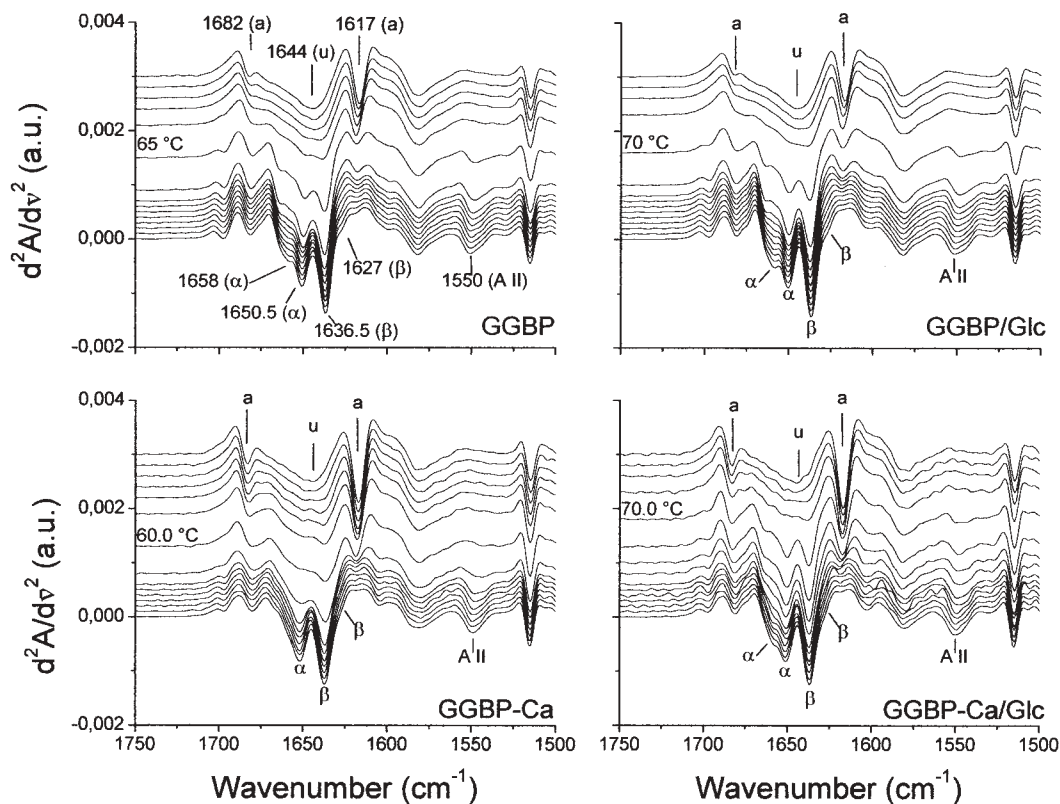 0,004
0,002
0,000
-0,002
d²A/dν² (a.u.)
1682 (a)
1617 (a)
1644 (u)
65 °C
1658 (α)
1650.5 (α)
1636.5 (β)
1627 (β)
1550 (A II)
GGBP
a
a
u
70 °C
α
α
β
β
A II
GGBP/Glc
0,004
0,002
0,000
-0,002
d²A/dν² (a.u.)
a
a
u
60.0 °C
α
β
β
A II
GGBP-Ca
1750
1700
1650
1600
1550
1500
Wavenumber (cm⁻¹)
a
a
u
70.0 °C
α
α
β
β
A II
GGBP-Ca/Glc
1750
1700
1650
1600
1550
1500
Wavenumber (cm⁻¹)